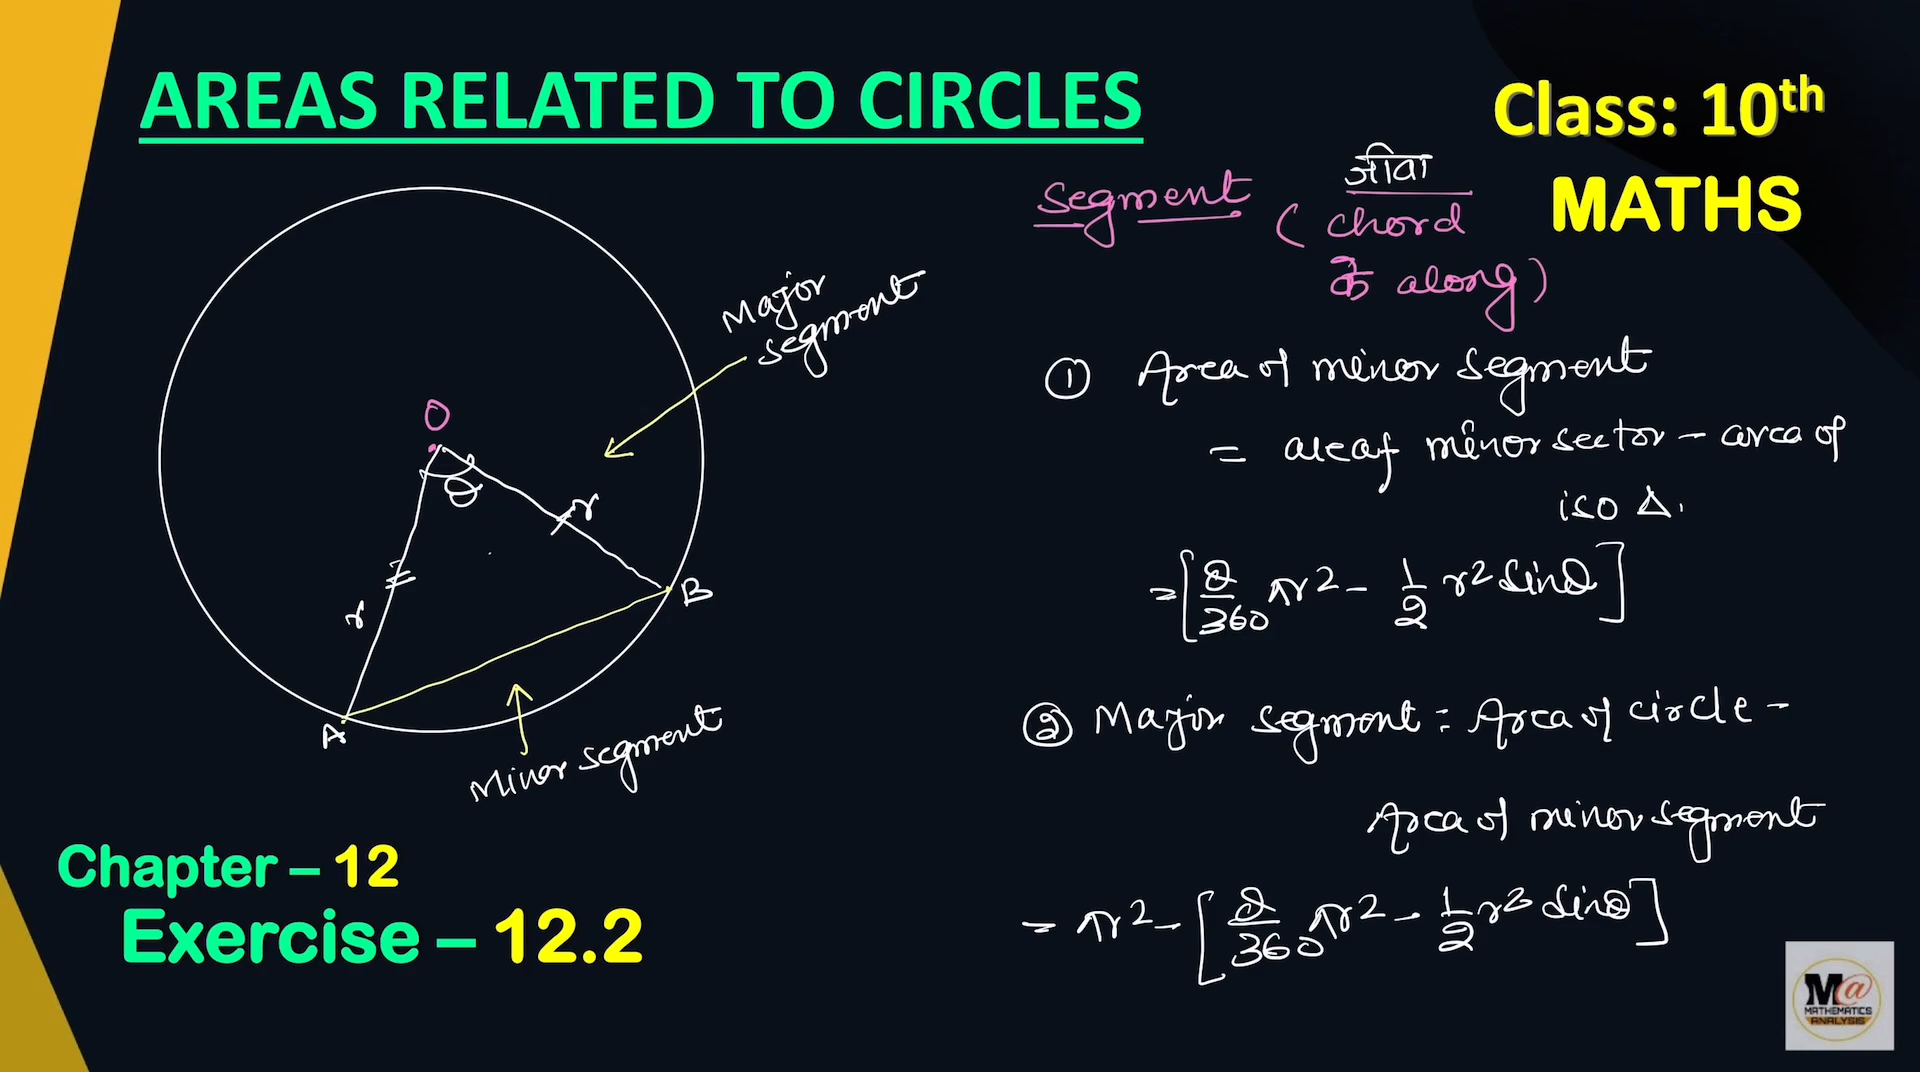 AREAS RELATED TO CIRCLES
Class: 10th
MATHS
Segment ( जीवा
chord
के along)
Major
segment
① Area of minor segment
= area of minor sector - area of
iso Δ.
= [θ/360 πr² - 1/2 r² sinθ]
O
θ
r
r
A
B
Minor segment
② Major segment = Area of circle -
Area of minor segment
= πr² - [θ/360 πr² - 1/2 r² sinθ]
Chapter – 12
Exercise – 12.2
M@
MATHEMATICS
ANALYSIS